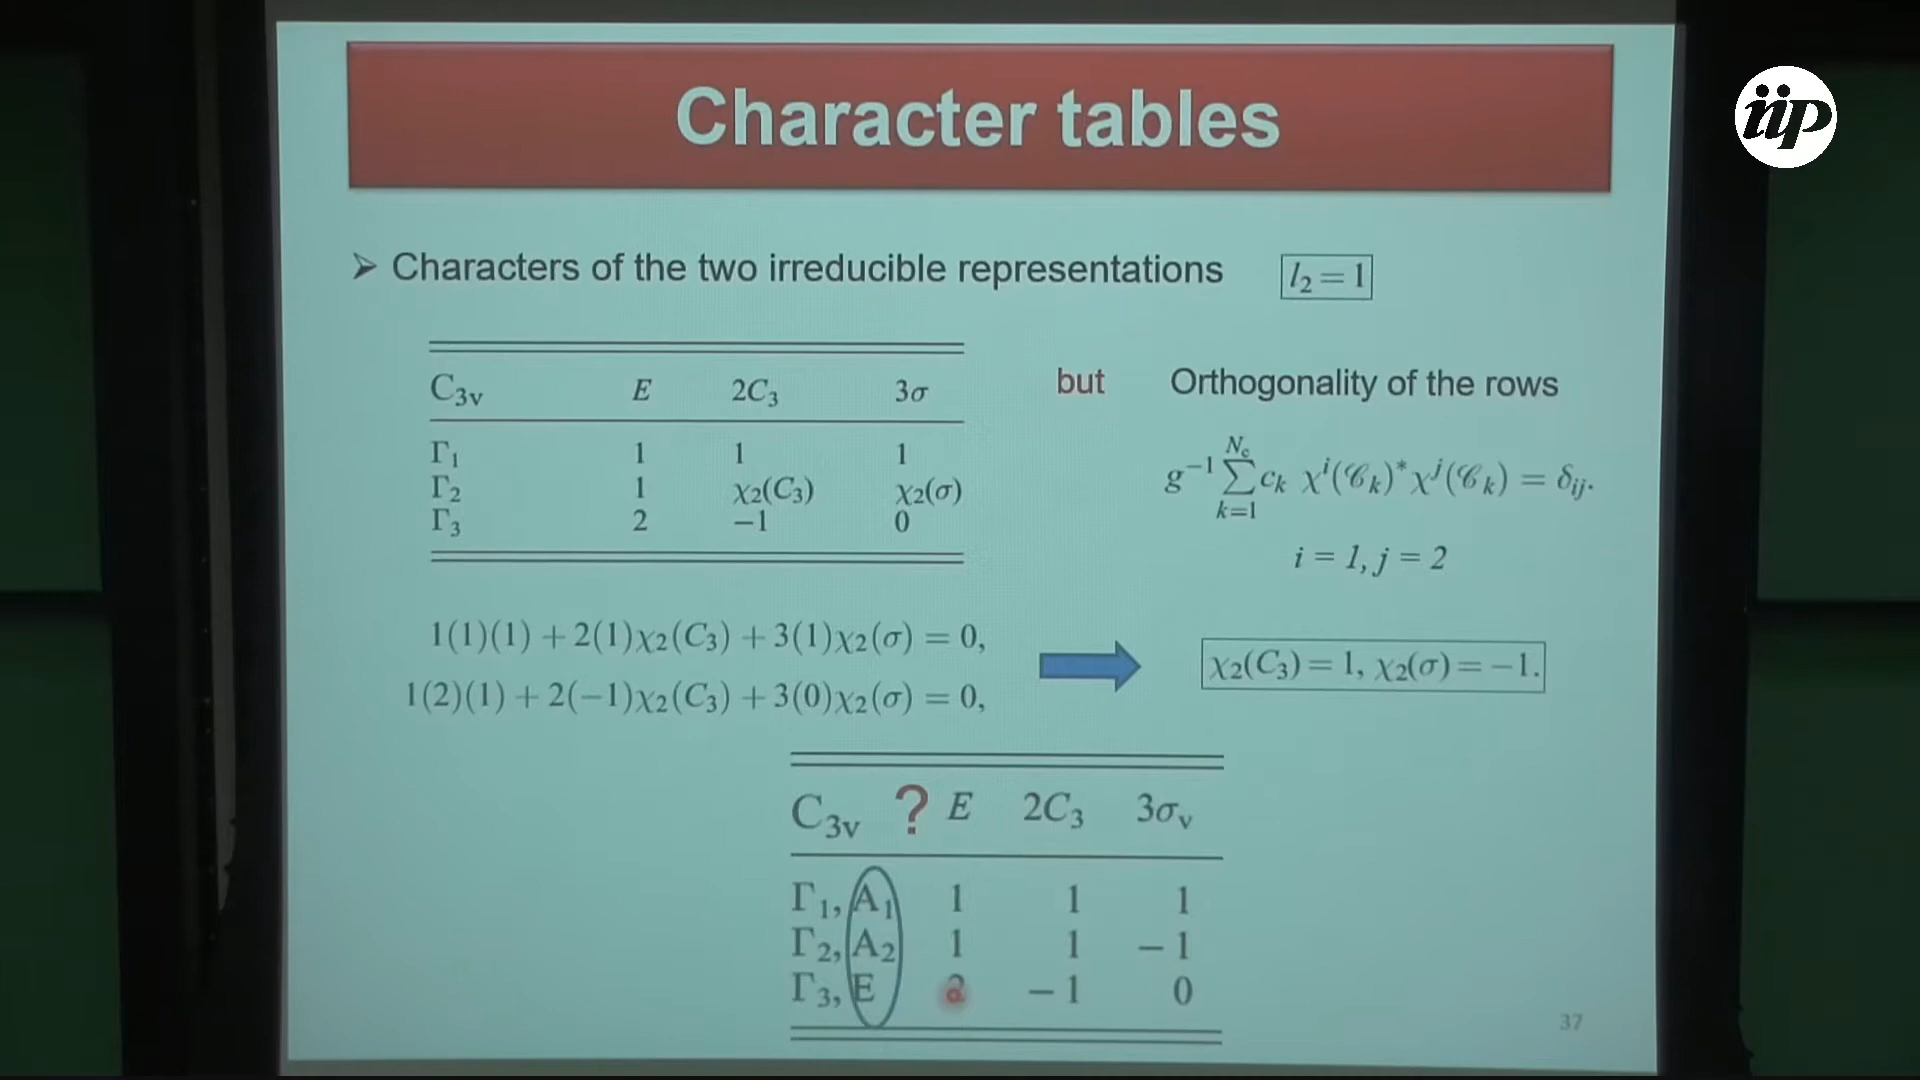 iip
Character tables
➢ Characters of the two irreducible representations l₂ = 1
C₃ᵥ E 2C₃ 3σ
Γ₁ 1 1 1
Γ₂ 1 χ₂(C₃) χ₂(σ)
Γ₃ 2 −1 0
but Orthogonality of the rows
g⁻¹ ∑_{k=1}^{N_c} c_k χⁱ(𝒞_k)* χʲ(𝒞_k) = δ_ij.
i = 1, j = 2
1(1)(1) + 2(1)χ₂(C₃) + 3(1)χ₂(σ) = 0,
1(2)(1) + 2(−1)χ₂(C₃) + 3(0)χ₂(σ) = 0,
χ₂(C₃) = 1, χ₂(σ) = −1.
C₃ᵥ ? E 2C₃ 3σᵥ
Γ₁, A₁ 1 1 1
Γ₂, A₂ 1 1 −1
Γ₃, E 2 −1 0
37